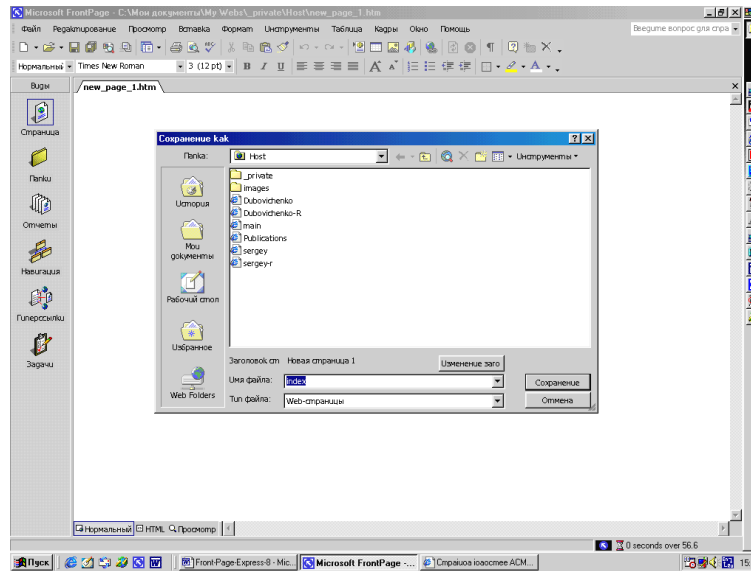 Microsoft FrontPage - C:\Мои документы\My Webs\_private\Host\new_page_1.htm
Файл Редактирование Просмотр Вставка Формат Инструменты Таблица Кадры Окно Помощь
Введите вопрос для спра
Нормальный Times New Roman 3 (12 pt)
Виды
new_page_1.htm
Страница
Папки
Отчеты
Навигация
Гиперссылки
Задачи
Сохранение как
Папка: Host Инструменты
История
Мои документы
Рабочий стол
Избранное
Web Folders
_private
images
Dubovichenko
Dubovichenko-R
main
Publications
sergey
sergey-r
Заголовок ст Новая страница 1 Изменение заго
Имя файла: index Сохранение
Тип файла: Web-страницы Отмена
Нормальный HTML Просмотр
0 seconds over 56.6
Пуск Front-Page-Express-8 - Mic... Microsoft FrontPage - ... Cmpaiuoa ioaocmee ACM... 15